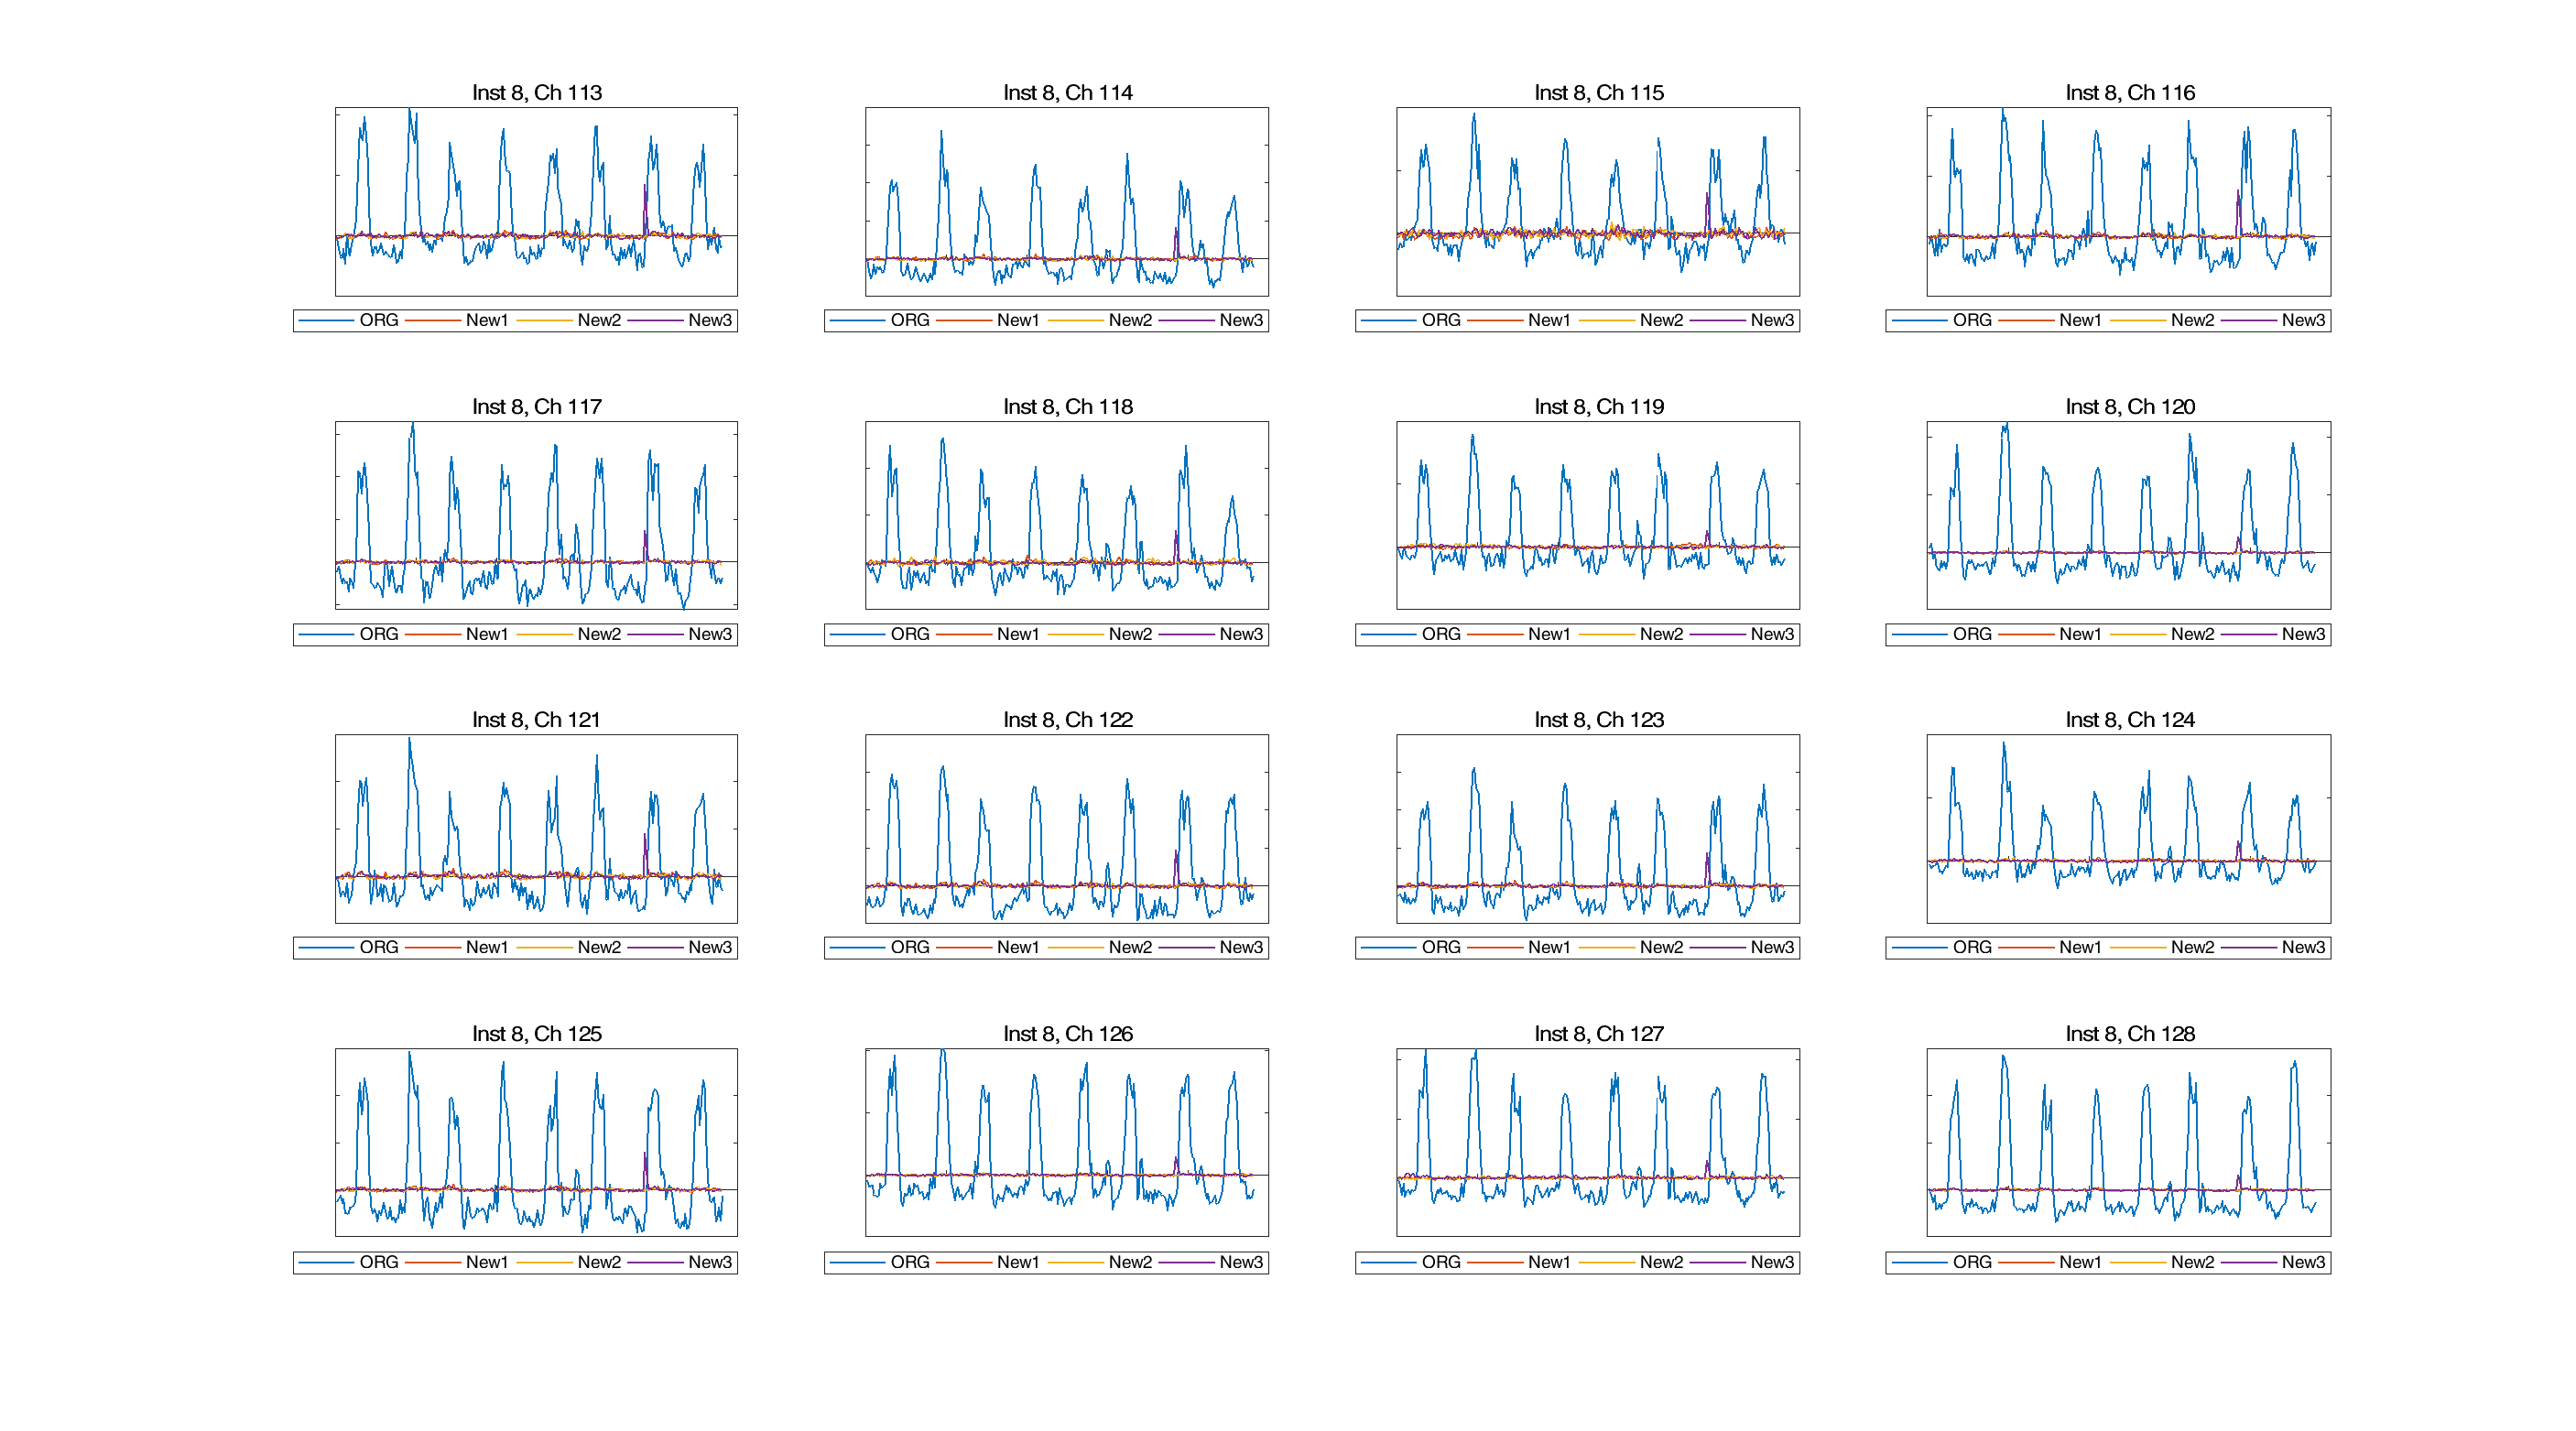 Inst 8, Ch 113
ORG New1 New2 New3
Inst 8, Ch 114
ORG New1 New2 New3
Inst 8, Ch 115
ORG New1 New2 New3
Inst 8, Ch 116
ORG New1 New2 New3
Inst 8, Ch 117
ORG New1 New2 New3
Inst 8, Ch 118
ORG New1 New2 New3
Inst 8, Ch 119
ORG New1 New2 New3
Inst 8, Ch 120
ORG New1 New2 New3
Inst 8, Ch 121
ORG New1 New2 New3
Inst 8, Ch 122
ORG New1 New2 New3
Inst 8, Ch 123
ORG New1 New2 New3
Inst 8, Ch 124
ORG New1 New2 New3
Inst 8, Ch 125
ORG New1 New2 New3
Inst 8, Ch 126
ORG New1 New2 New3
Inst 8, Ch 127
ORG New1 New2 New3
Inst 8, Ch 128
ORG New1 New2 New3